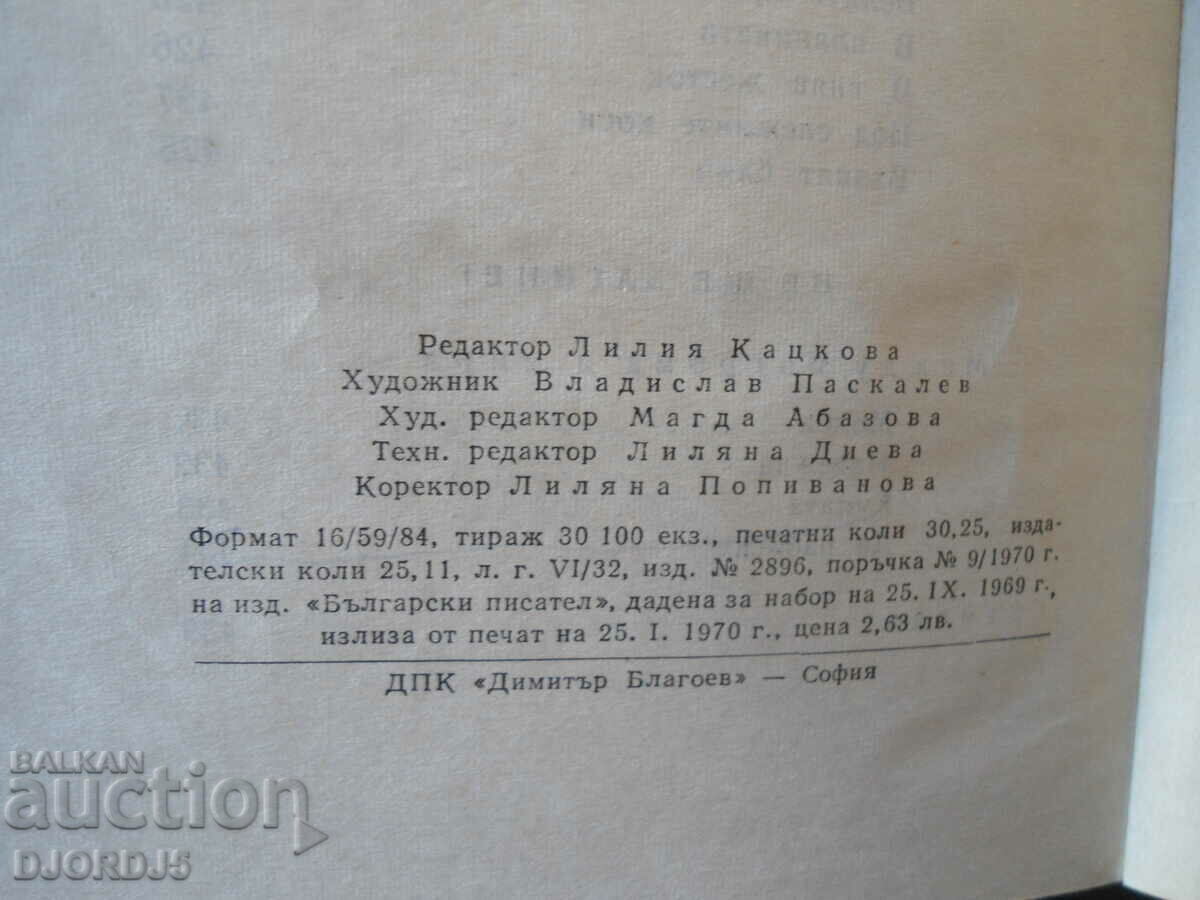 Редактор Лилия Кацкова
Художник Владислав Паскалев
Худ. редактор Магда Абазова
Техн. редактор Лиляна Диева
Коректор Лиляна Попиванова
Формат 16/59/84, тираж 30 100 екз., печатни коли 30,25, изда-
телски коли 25,11, л. г. VI/32, изд. № 2896, поръчка № 9/1970 г.
на изд. «Български писател», дадена за набор на 25. IX. 1969 г.,
излиза от печат на 25. I. 1970 г., цена 2,63 лв.
ДПК «Димитър Благоев» — София
BALKAN
auction
DJORDJ5